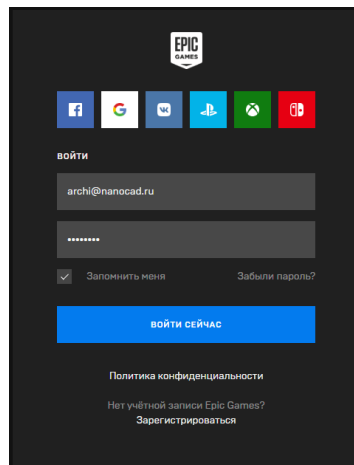 EPIC
GAMES
войти
archi@nanocad.ru
••••••••
Запомнить меня
Забыли пароль?
ВОЙТИ СЕЙЧАС
Политика конфиденциальности
Нет учётной записи Epic Games?
Зарегистрироваться